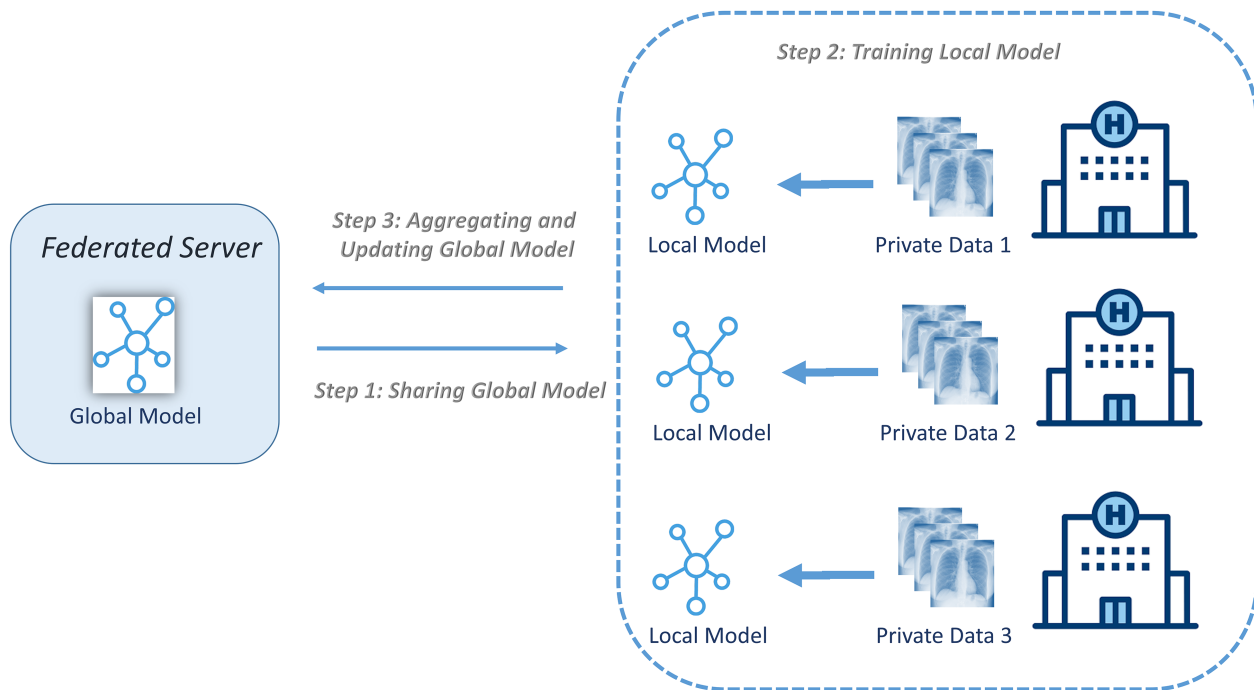 Step 2: Training Local Model
H
Local Model
Private Data 1
Step 3: Aggregating and
Updating Global Model
Federated Server
Global Model
Step 1: Sharing Global Model
H
Local Model
Private Data 2
H
Local Model
Private Data 3